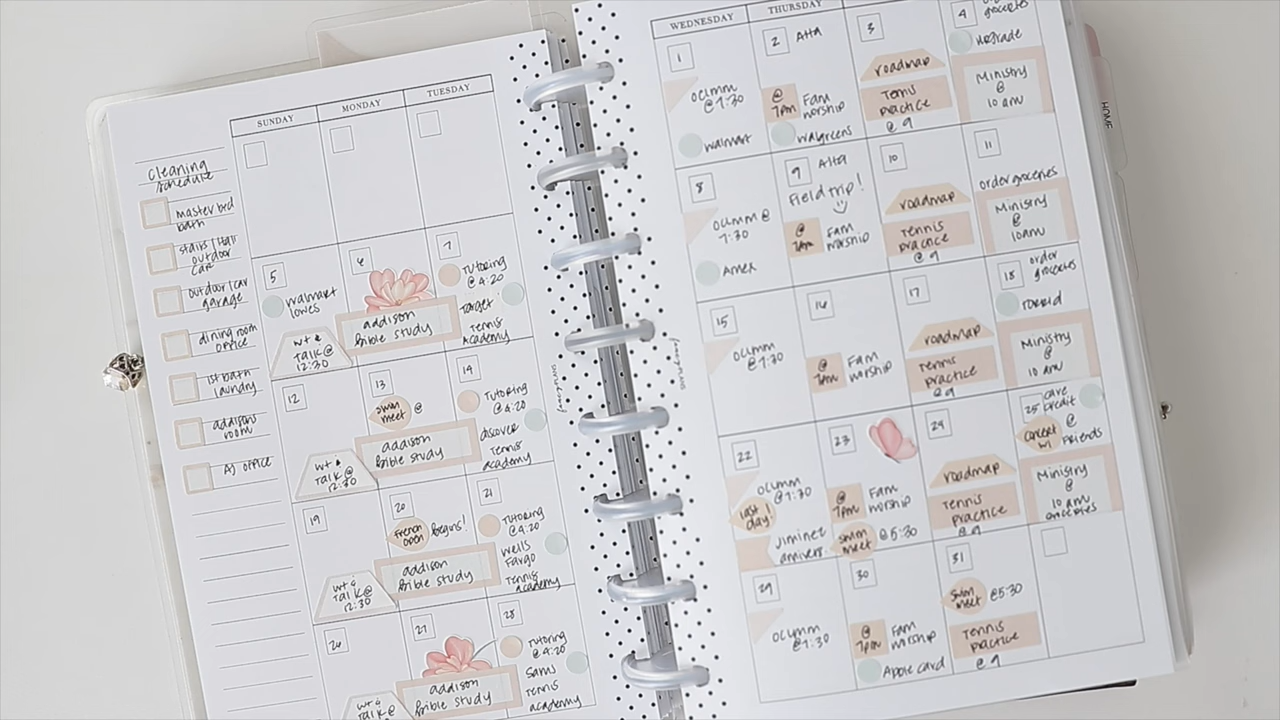 SUNDAY
MONDAY
TUESDAY
cleaning
schedule
master bed
bath
stairs / Hall
outdoor
outdoor / car
garage
dining room
office
1st bath
laundry
addisons
room
AJ office
5
walmart
lowes
wt &
Talk @
12:30
6
addison
Bible study
7
Tutoring
@ 4:20
Target
Tennis
Academy
12
wt &
Talk @
12:30
13
swim
meet @
addison
Bible study
14
Tutoring
@ 4:20
discover
Tennis
Academy
19
wt &
Talk @
12:30
20
French
open
Begins!
addison
Bible study
21
Tutoring
@ 4:20
Wells
Fargo
Tennis
Academy
26
wt &
Talk @
27
addison
Bible study
28
Tutoring
@ 4:20
Sams
Tennis
academy
WEDNESDAY
THURSDAY
1
OCLMM
@ 7:30
walmart
2
Alta
@
7pm
Fam
worship
walgreens
3
roadmap
Tennis
practice
@ 9
4
order
groceries
upgrade
Ministry
@
10 am
8
OCLMM @
7:30
Amex
9
Alta
Field trip!
@
7pm
Fam
worship
10
roadmap
Tennis
practice
@ 9
11
order groceries
Ministry
@
10am
15
OCLMM
@ 7:30
16
@
7pm
Fam
worship
17
roadmap
Tennis
practice
@ 9
18
order
groceries
Ministry
@
10 am
22
OCLMM
@ 7:30
last
day!
Jiminez
annivers.
23
@
7pm
Fam
worship
swim
meet
@ 5:30
24
roadmap
Tennis
practice
@ 9
25
care
credit
concert
w/
@
Friends
Ministry
@
10 am
groceries
29
OCLMM
@ 7:30
30
@
7pm
Fam
worship
Apple card
31
swim
meet
@ 5:30
Tennis
practice
@ 9
HOME